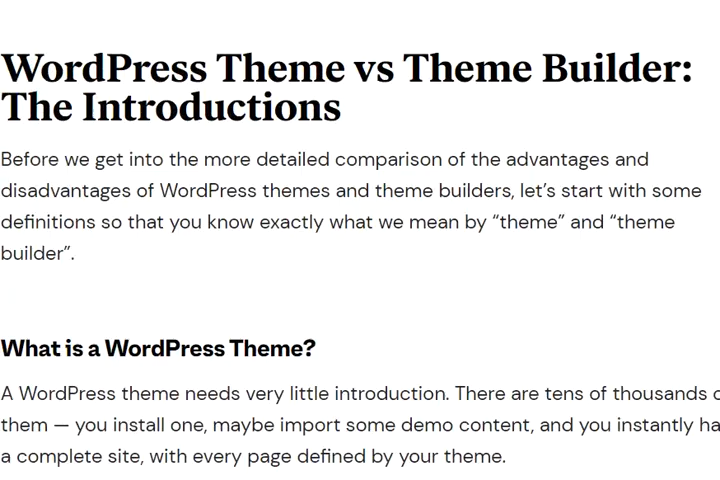 WordPress Theme vs Theme Builder:
The Introductions
Before we get into the more detailed comparison of the advantages and
disadvantages of WordPress themes and theme builders, let’s start with some
definitions so that you know exactly what we mean by “theme” and “theme
builder”.
What is a WordPress Theme?
A WordPress theme needs very little introduction. There are tens of thousands
them — you install one, maybe import some demo content, and you instantly
a complete site, with every page defined by your theme.